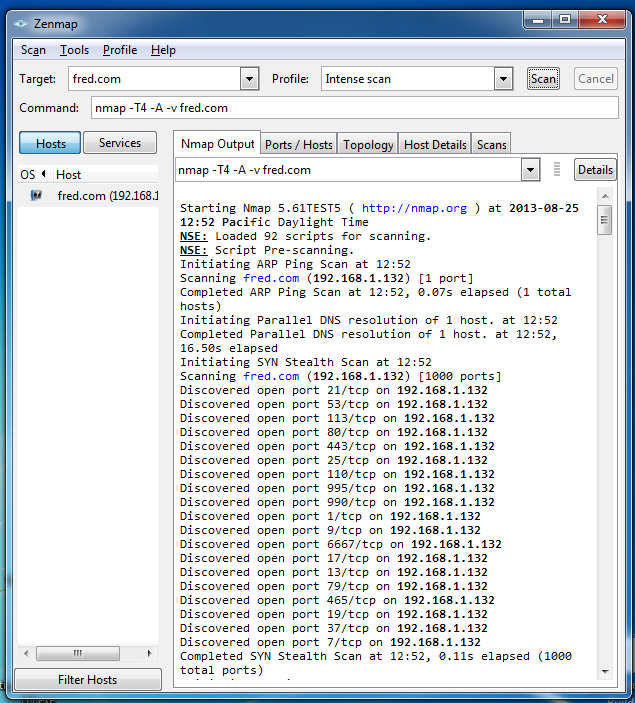 Zenmap
Scan Tools Profile Help
Target: fred.com Profile: Intense scan Scan Cancel
Command: nmap -T4 -A -v fred.com
Hosts Services
OS Host
fred.com (192.168.1
Filter Hosts
Nmap Output Ports / Hosts Topology Host Details Scans
nmap -T4 -A -v fred.com Details
Starting Nmap 5.61TEST5 ( http://nmap.org ) at 2013-08-25
12:52 Pacific Daylight Time
NSE: Loaded 92 scripts for scanning.
NSE: Script Pre-scanning.
Initiating ARP Ping Scan at 12:52
Scanning fred.com (192.168.1.132) [1 port]
Completed ARP Ping Scan at 12:52, 0.07s elapsed (1 total
hosts)
Initiating Parallel DNS resolution of 1 host. at 12:52
Completed Parallel DNS resolution of 1 host. at 12:52,
16.50s elapsed
Initiating SYN Stealth Scan at 12:52
Scanning fred.com (192.168.1.132) [1000 ports]
Discovered open port 21/tcp on 192.168.1.132
Discovered open port 53/tcp on 192.168.1.132
Discovered open port 113/tcp on 192.168.1.132
Discovered open port 80/tcp on 192.168.1.132
Discovered open port 443/tcp on 192.168.1.132
Discovered open port 25/tcp on 192.168.1.132
Discovered open port 110/tcp on 192.168.1.132
Discovered open port 995/tcp on 192.168.1.132
Discovered open port 990/tcp on 192.168.1.132
Discovered open port 1/tcp on 192.168.1.132
Discovered open port 9/tcp on 192.168.1.132
Discovered open port 6667/tcp on 192.168.1.132
Discovered open port 17/tcp on 192.168.1.132
Discovered open port 13/tcp on 192.168.1.132
Discovered open port 79/tcp on 192.168.1.132
Discovered open port 465/tcp on 192.168.1.132
Discovered open port 19/tcp on 192.168.1.132
Discovered open port 37/tcp on 192.168.1.132
Discovered open port 7/tcp on 192.168.1.132
Completed SYN Stealth Scan at 12:52, 0.11s elapsed (1000
total ports)